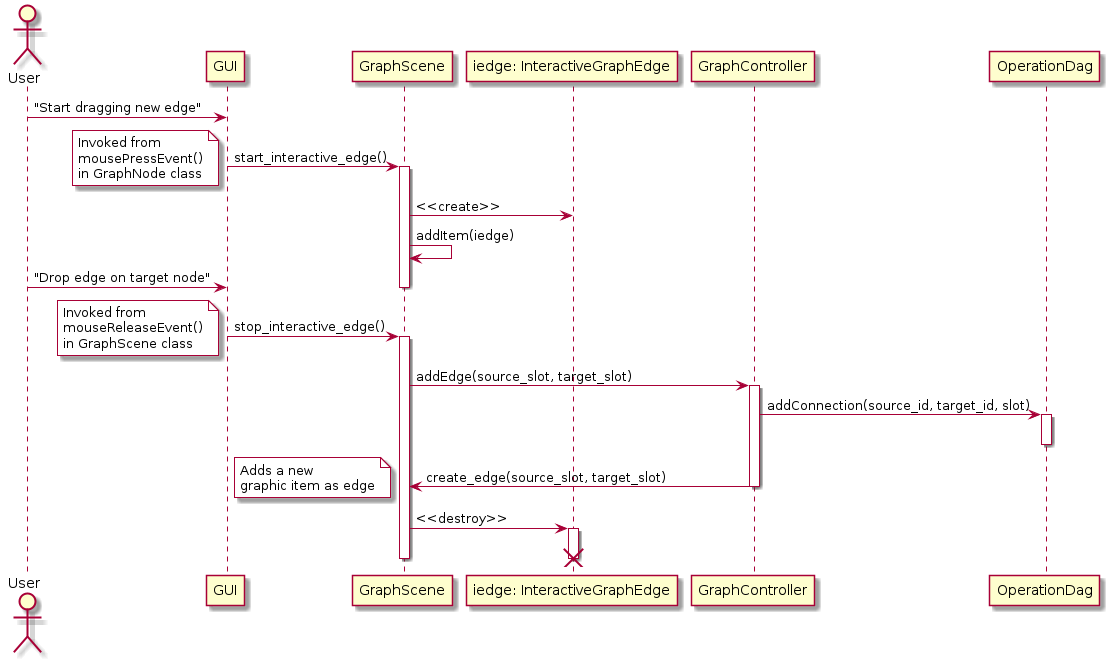 User
GUI
GraphScene
iedge: InteractiveGraphEdge
GraphController
OperationDag
"Start dragging new edge"
Invoked from
mousePressEvent()
in GraphNode class
start_interactive_edge()
<<create>>
addItem(iedge)
"Drop edge on target node"
Invoked from
mouseReleaseEvent()
in GraphScene class
stop_interactive_edge()
addEdge(source_slot, target_slot)
addConnection(source_id, target_id, slot)
Adds a new
graphic item as edge
create_edge(source_slot, target_slot)
<<destroy>>
User
GUI
GraphScene
iedge: InteractiveGraphEdge
GraphController
OperationDag